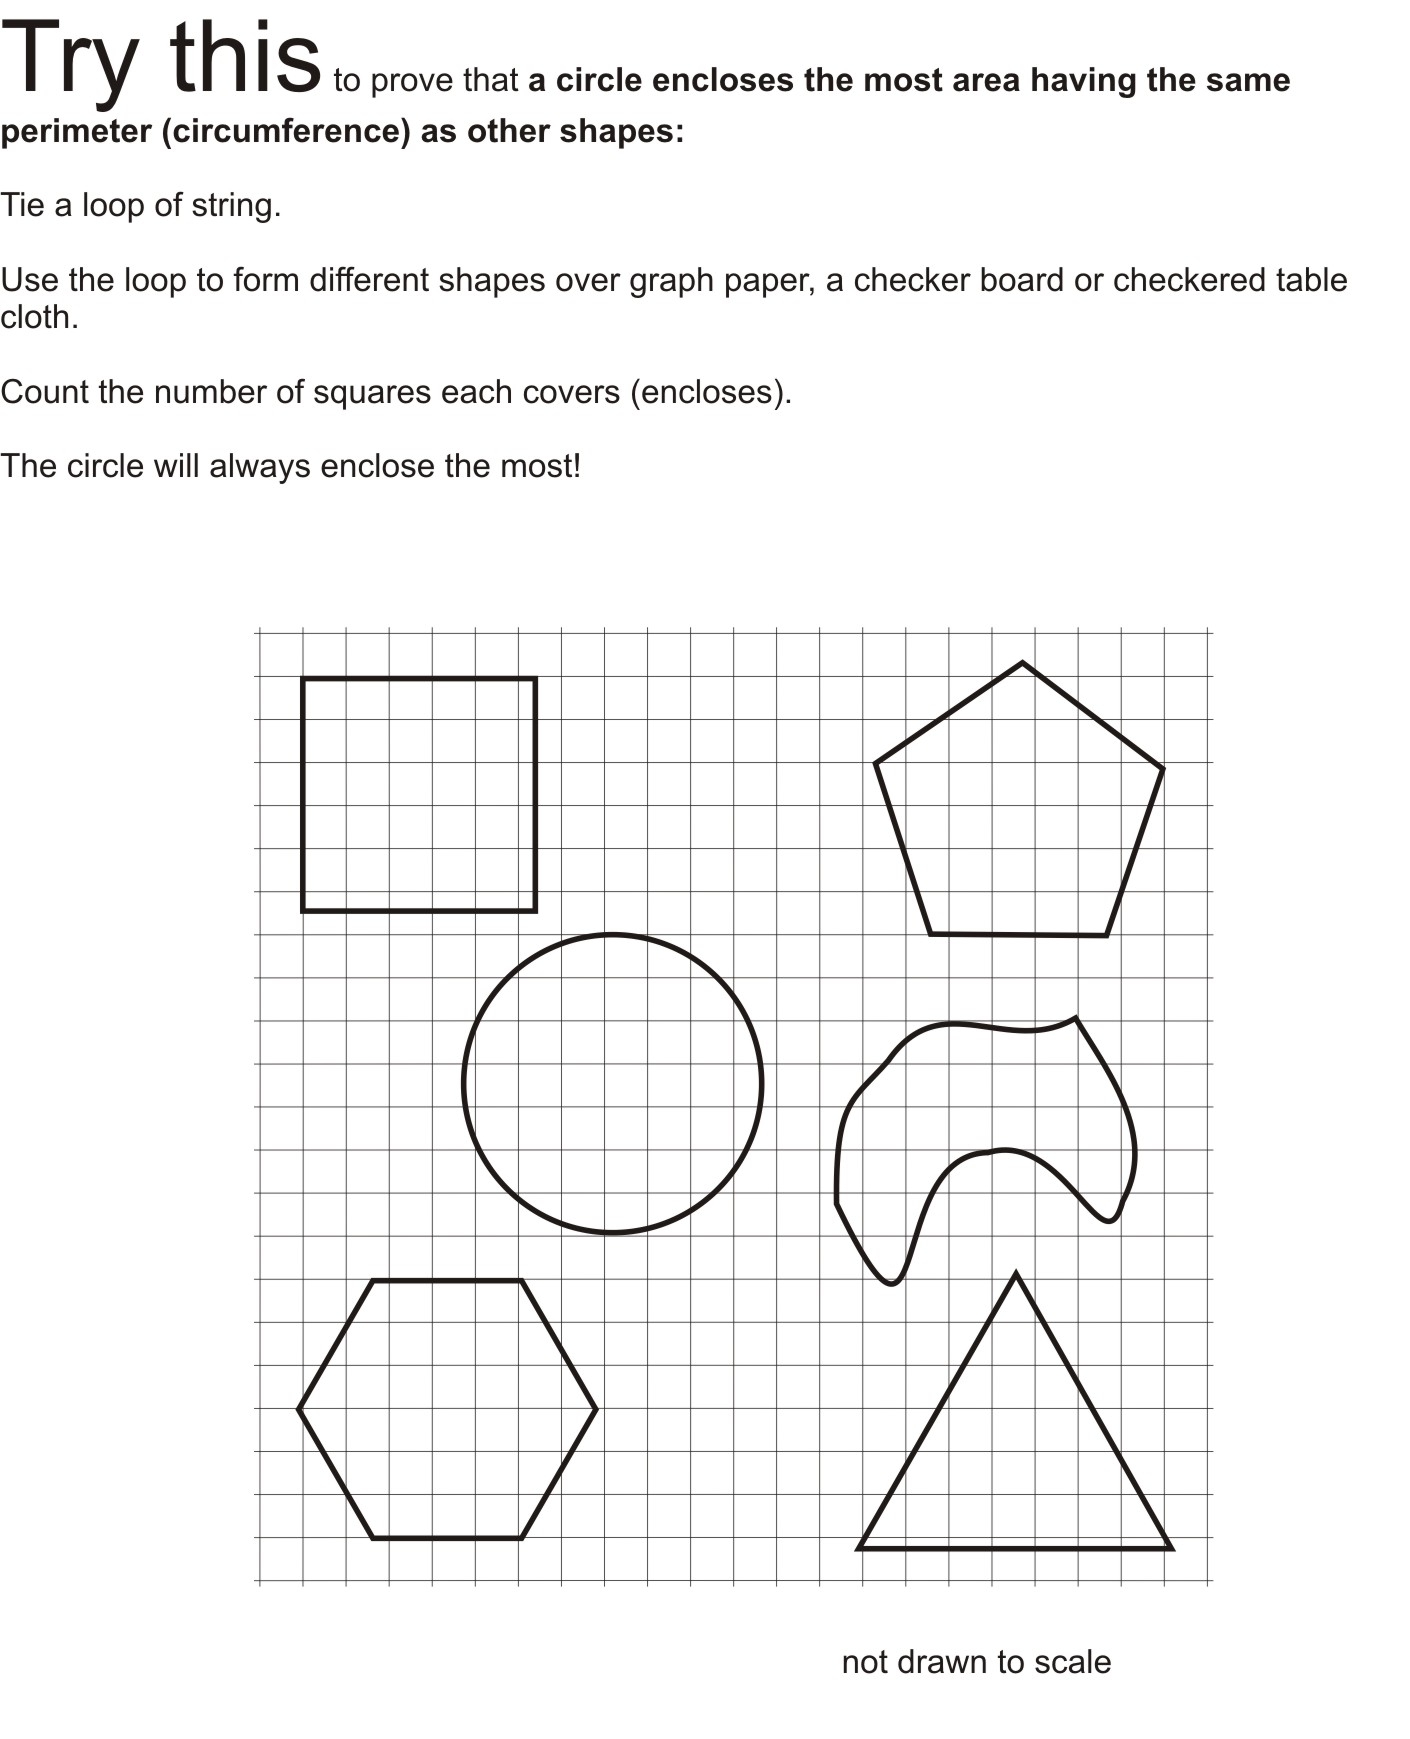 Try this to prove that a circle encloses the most area having the same
perimeter (circumference) as other shapes:
Tie a loop of string.
Use the loop to form different shapes over graph paper, a checker board or checkered table
cloth.
Count the number of squares each covers (encloses).
The circle will always enclose the most!
not drawn to scale